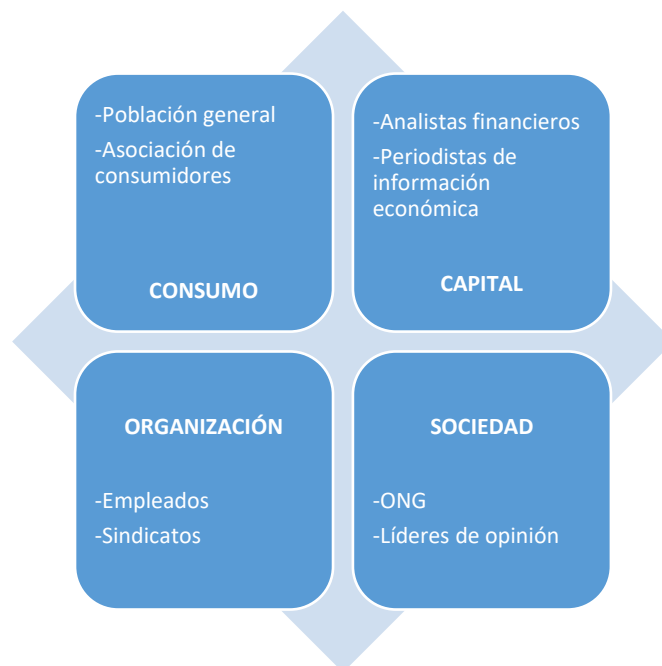 -Población general
-Asociación de
consumidores
CONSUMO
-Analistas financieros
-Periodistas de
información
económica
CAPITAL
ORGANIZACIÓN
-Empleados
-Sindicatos
SOCIEDAD
-ONG
-Líderes de opinión